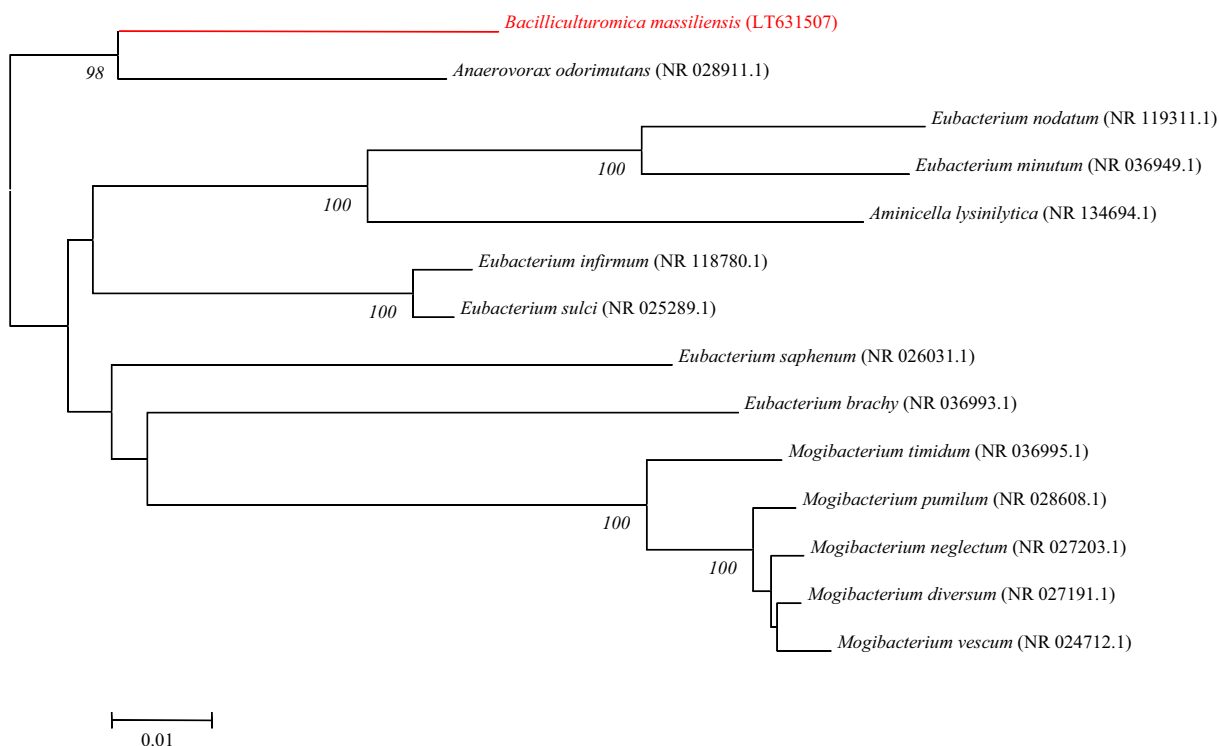 Bacilliculturomica massiliensis (LT631507)
98
Anaerovorax odorimutans (NR 028911.1)
Eubacterium nodatum (NR 119311.1)
100
Eubacterium minutum (NR 036949.1)
100
Aminicella lysinilytica (NR 134694.1)
Eubacterium infirmum (NR 118780.1)
100
Eubacterium sulci (NR 025289.1)
Eubacterium saphenum (NR 026031.1)
Eubacterium brachy (NR 036993.1)
Mogibacterium timidum (NR 036995.1)
Mogibacterium pumilum (NR 028608.1)
100
Mogibacterium neglectum (NR 027203.1)
100
Mogibacterium diversum (NR 027191.1)
Mogibacterium vescum (NR 024712.1)
0.01